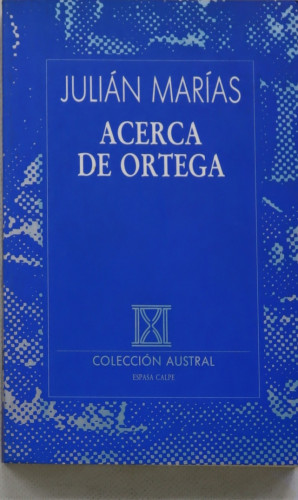 JULIÁN MARÍAS
ACERCA
DE ORTEGA
COLECCIÓN AUSTRAL
ESPASA CALPE